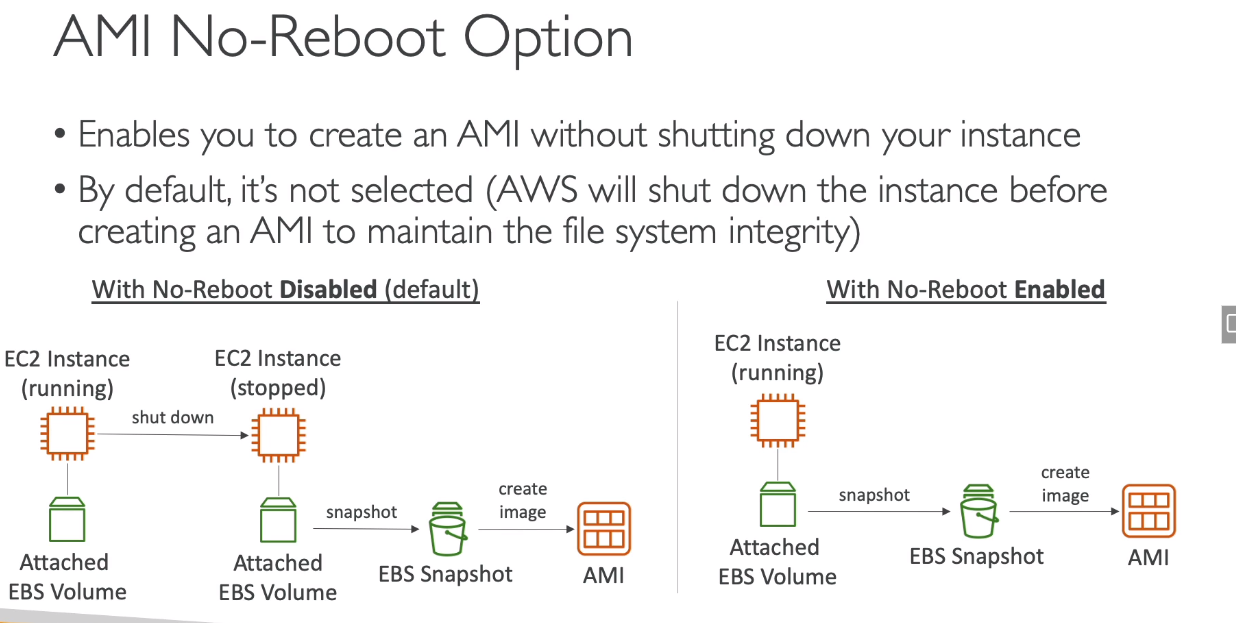 AMI No-Reboot Option
• Enables you to create an AMI without shutting down your instance
• By default, it's not selected (AWS will shut down the instance before
creating an AMI to maintain the file system integrity)
With No-Reboot Disabled (default)
EC2 Instance
(running)
shut down
EC2 Instance
(stopped)
Attached
EBS Volume
Attached
EBS Volume
snapshot
EBS Snapshot
create
image
AMI
With No-Reboot Enabled
EC2 Instance
(running)
Attached
EBS Volume
snapshot
EBS Snapshot
create
image
AMI